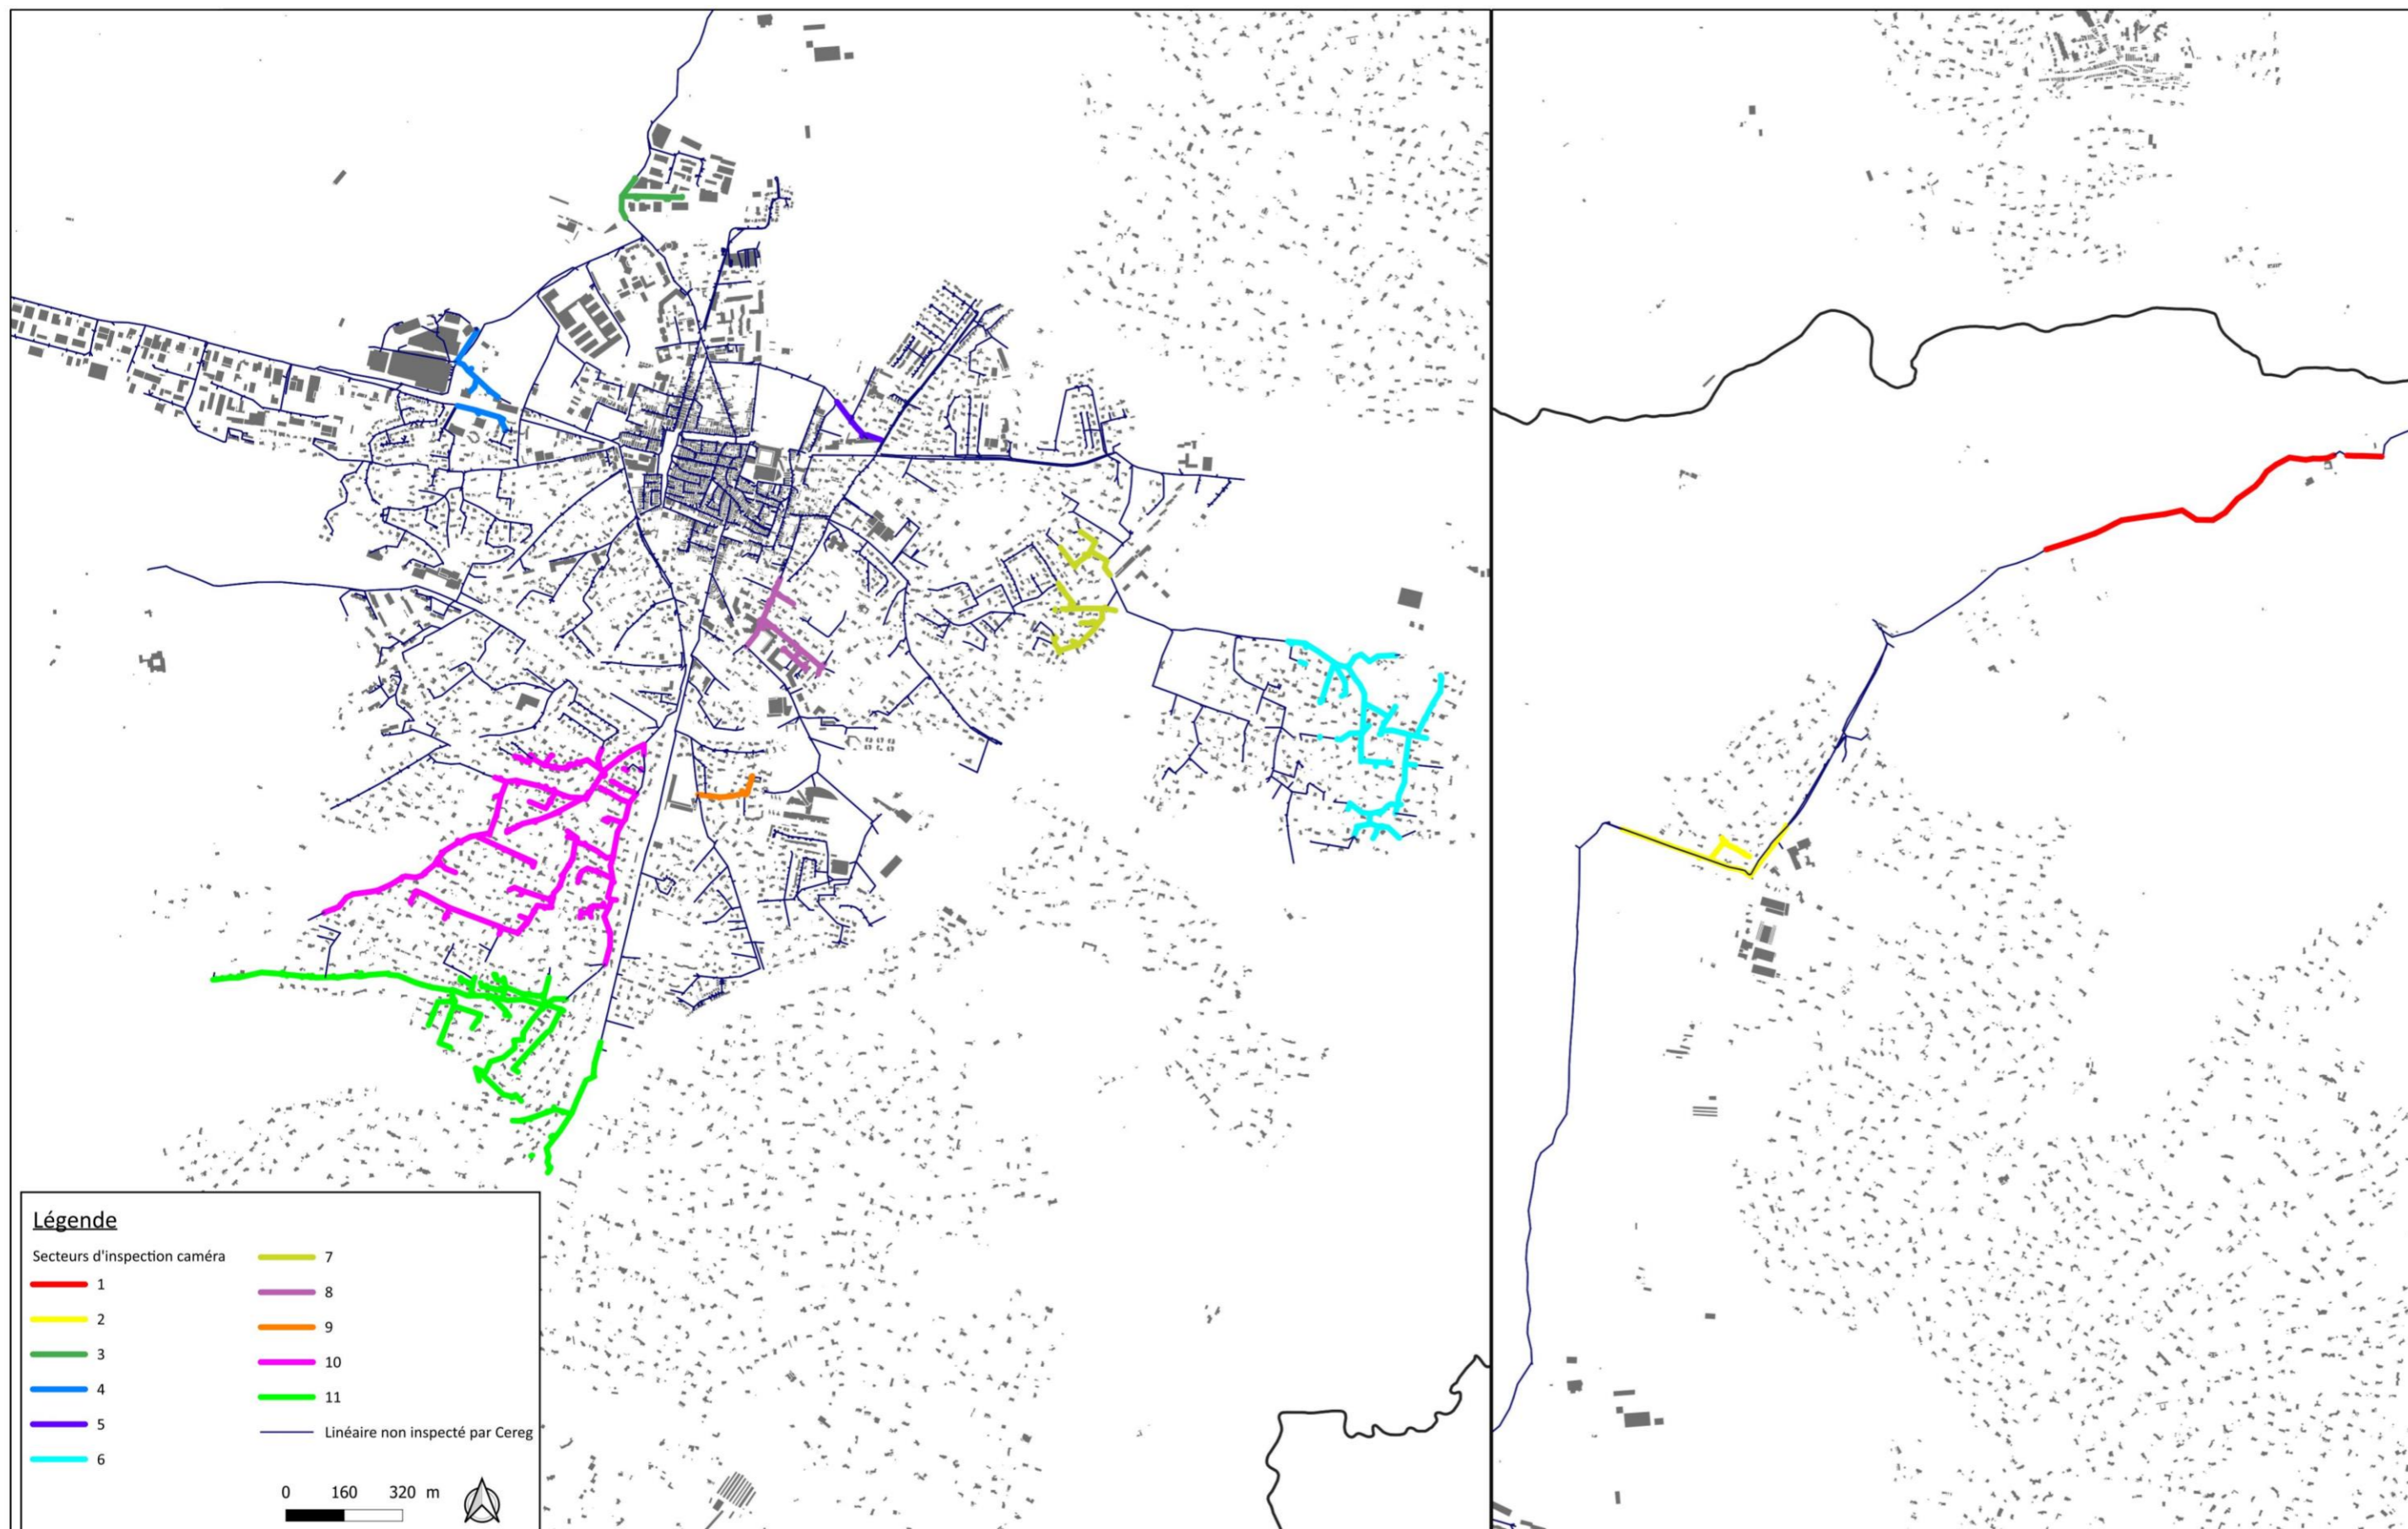 Légende
Secteurs d'inspection caméra
1
2
3
4
5
6
7
8
9
10
11
Linéaire non inspecté par Cereg
0 160 320 m